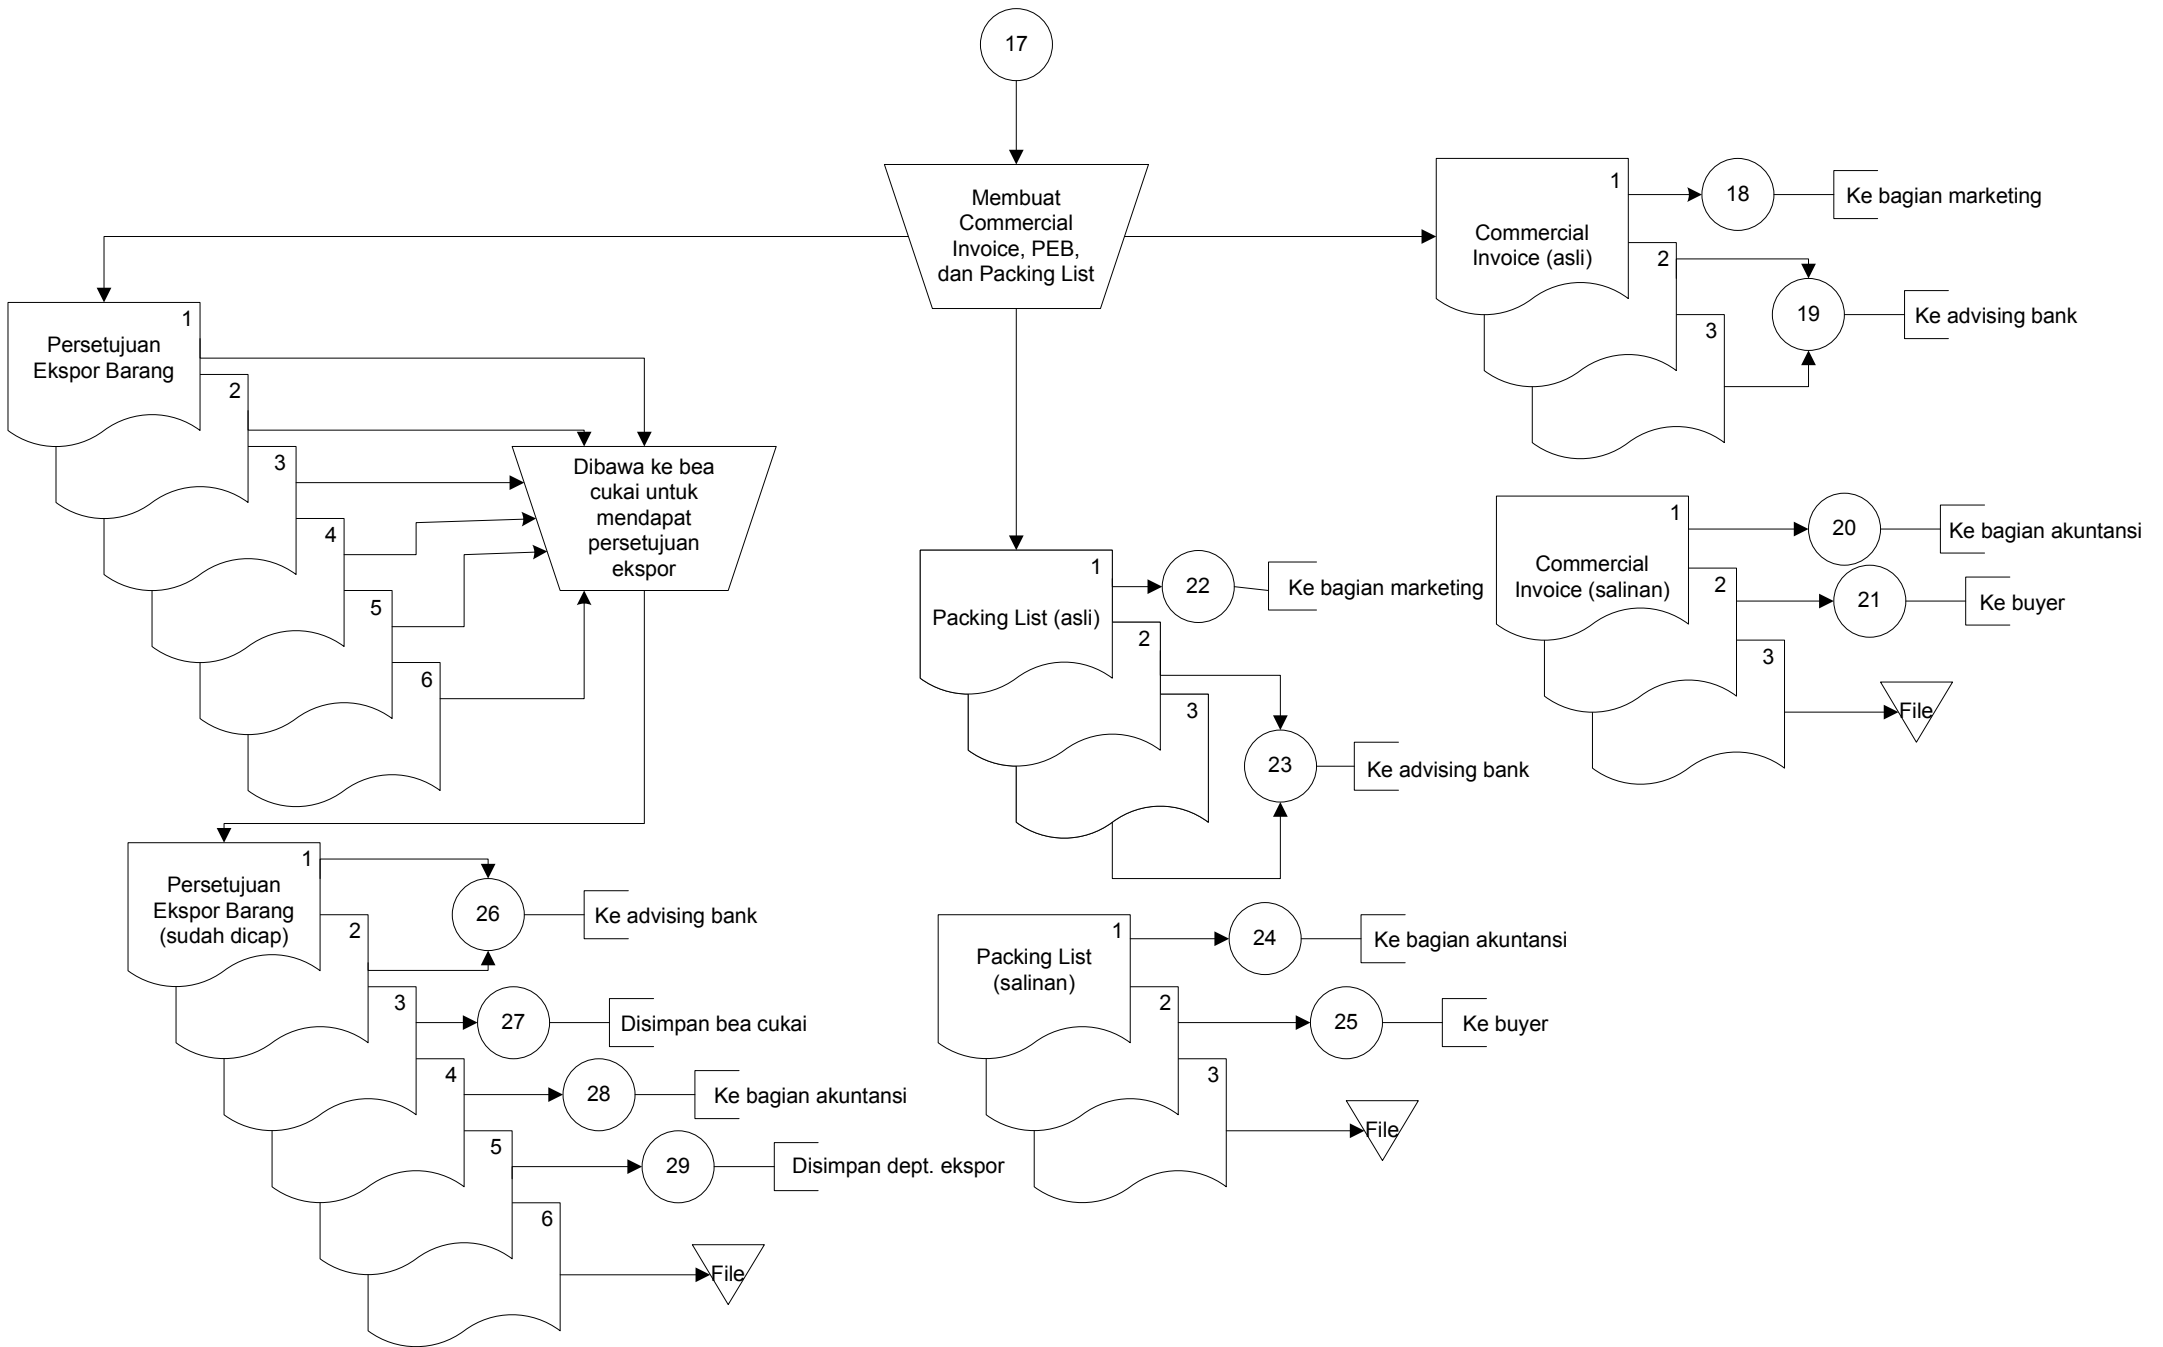 17
Membuat
Commercial
Invoice, PEB,
dan Packing List
1
Commercial
Invoice (asli)
2
3
18
Ke bagian marketing
19
Ke advising bank
1
Persetujuan
Ekspor Barang
2
3
4
5
6
Dibawa ke bea
cukai untuk
mendapat
persetujuan
ekspor
1
Packing List (asli)
2
3
22
Ke bagian marketing
23
Ke advising bank
1
Commercial
Invoice (salinan)
2
3
20
Ke bagian akuntansi
21
Ke buyer
File
1
Persetujuan
Ekspor Barang
(sudah dicap)
2
3
4
5
6
26
Ke advising bank
27
Disimpan bea cukai
28
Ke bagian akuntansi
29
Disimpan dept. ekspor
File
1
Packing List
(salinan)
2
3
24
Ke bagian akuntansi
25
Ke buyer
File